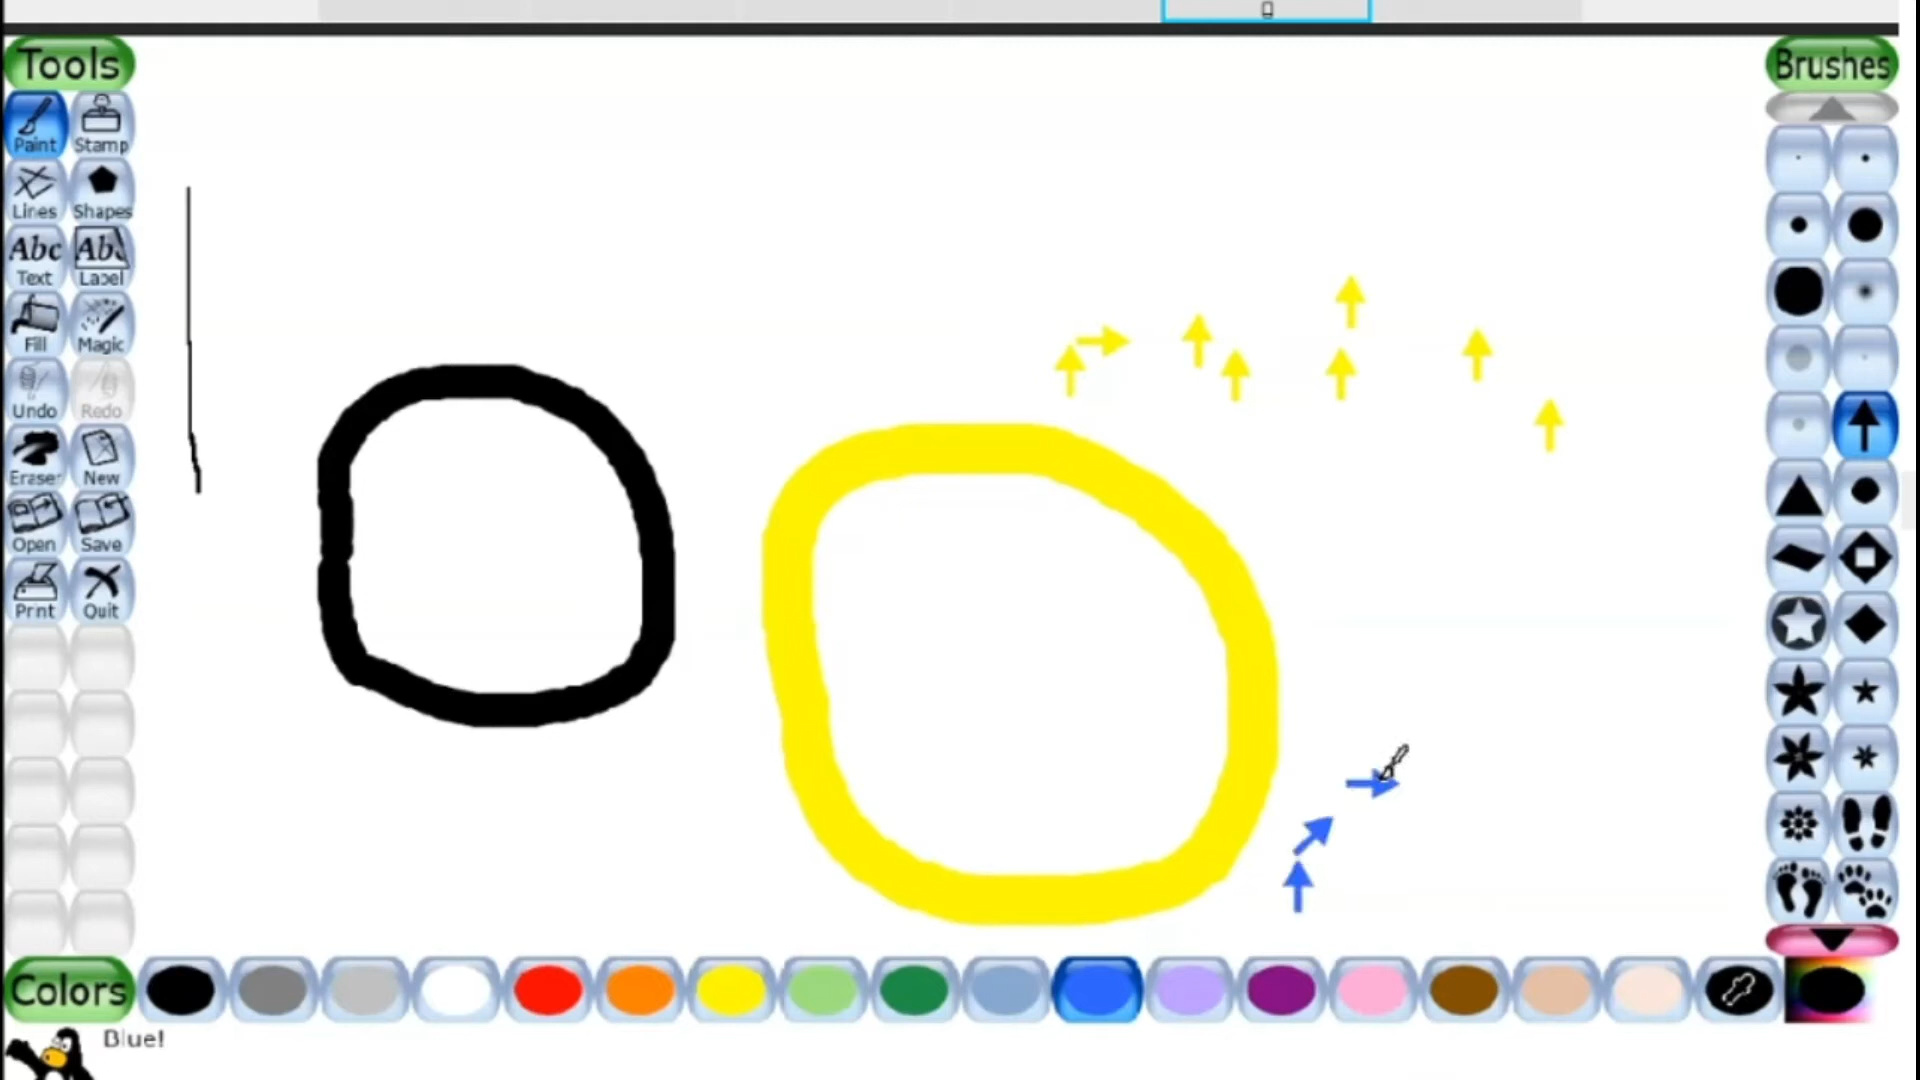 Tools
Brushes
Paint Stamp
Lines Shapes
Abc Abc
Text Label
Fill Magic
Undo Redo
Eraser New
Open Save
Print Quit
Colors
Blue!